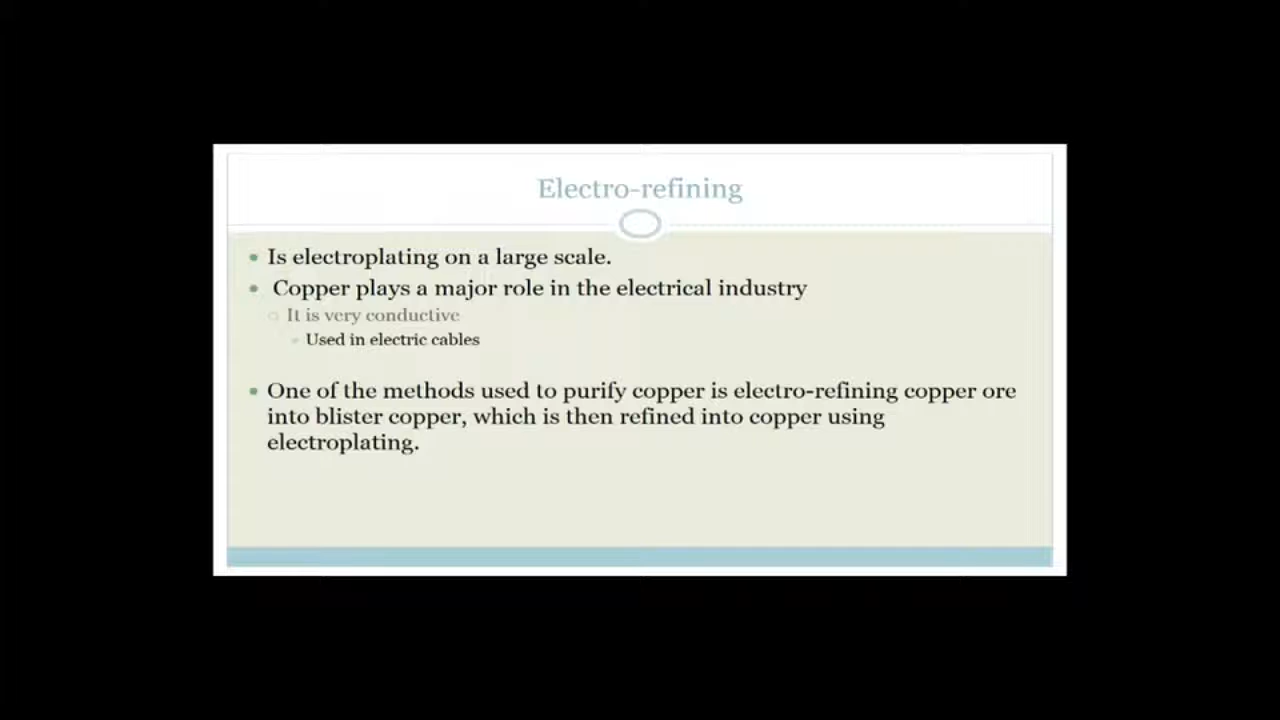 Electro-refining
Is electroplating on a large scale.
Copper plays a major role in the electrical industry
It is very conductive
Used in electric cables
One of the methods used to purify copper is electro-refining copper ore
into blister copper, which is then refined into copper using
electroplating.